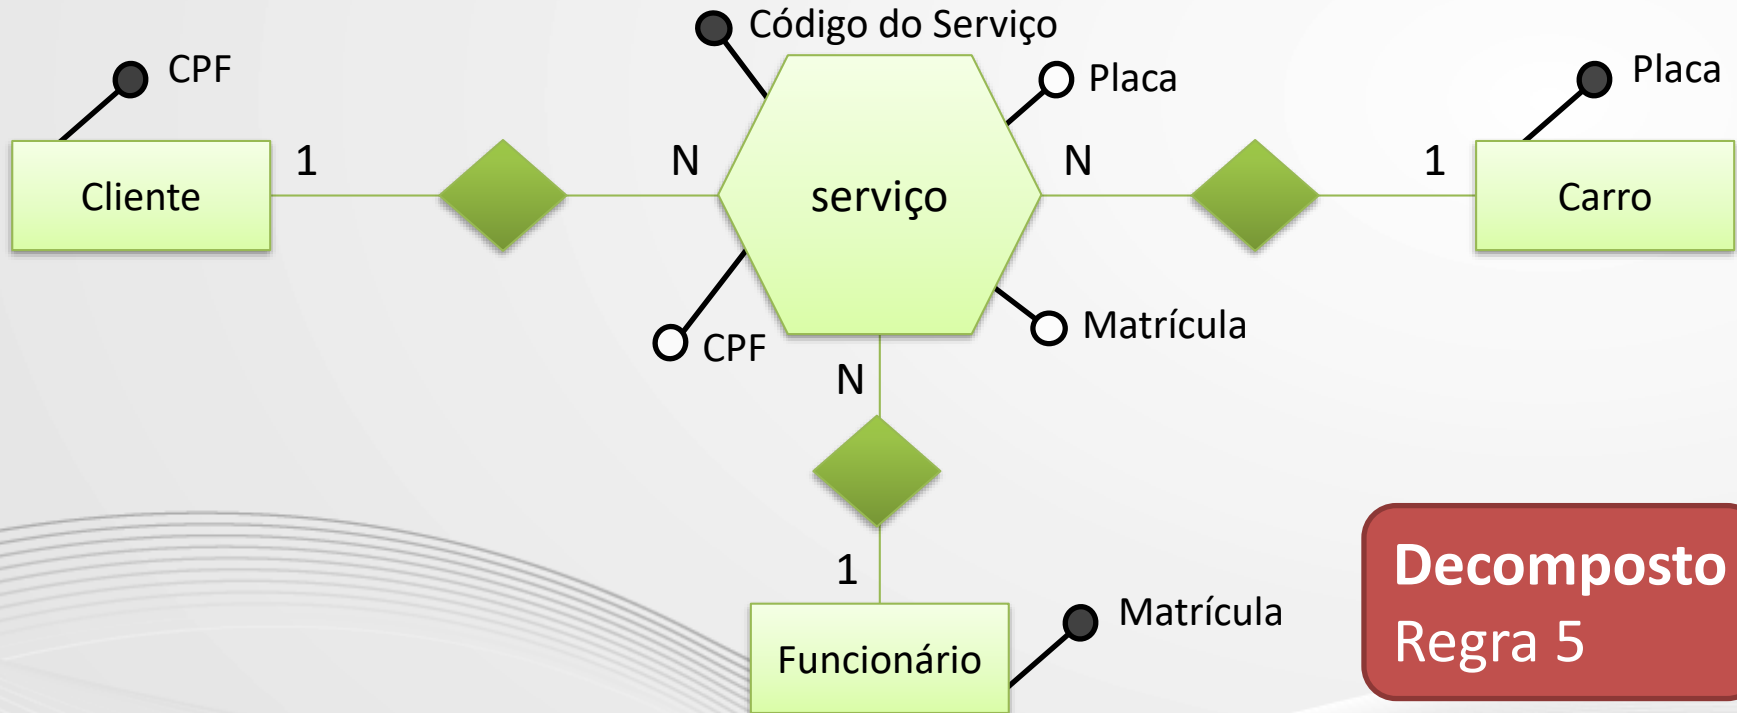 Código do Serviço
CPF
Placa
Placa
1
N
N
1
Cliente
serviço
Carro
CPF
Matrícula
N
1
Matrícula
Funcionário
Decomposto
Regra 5